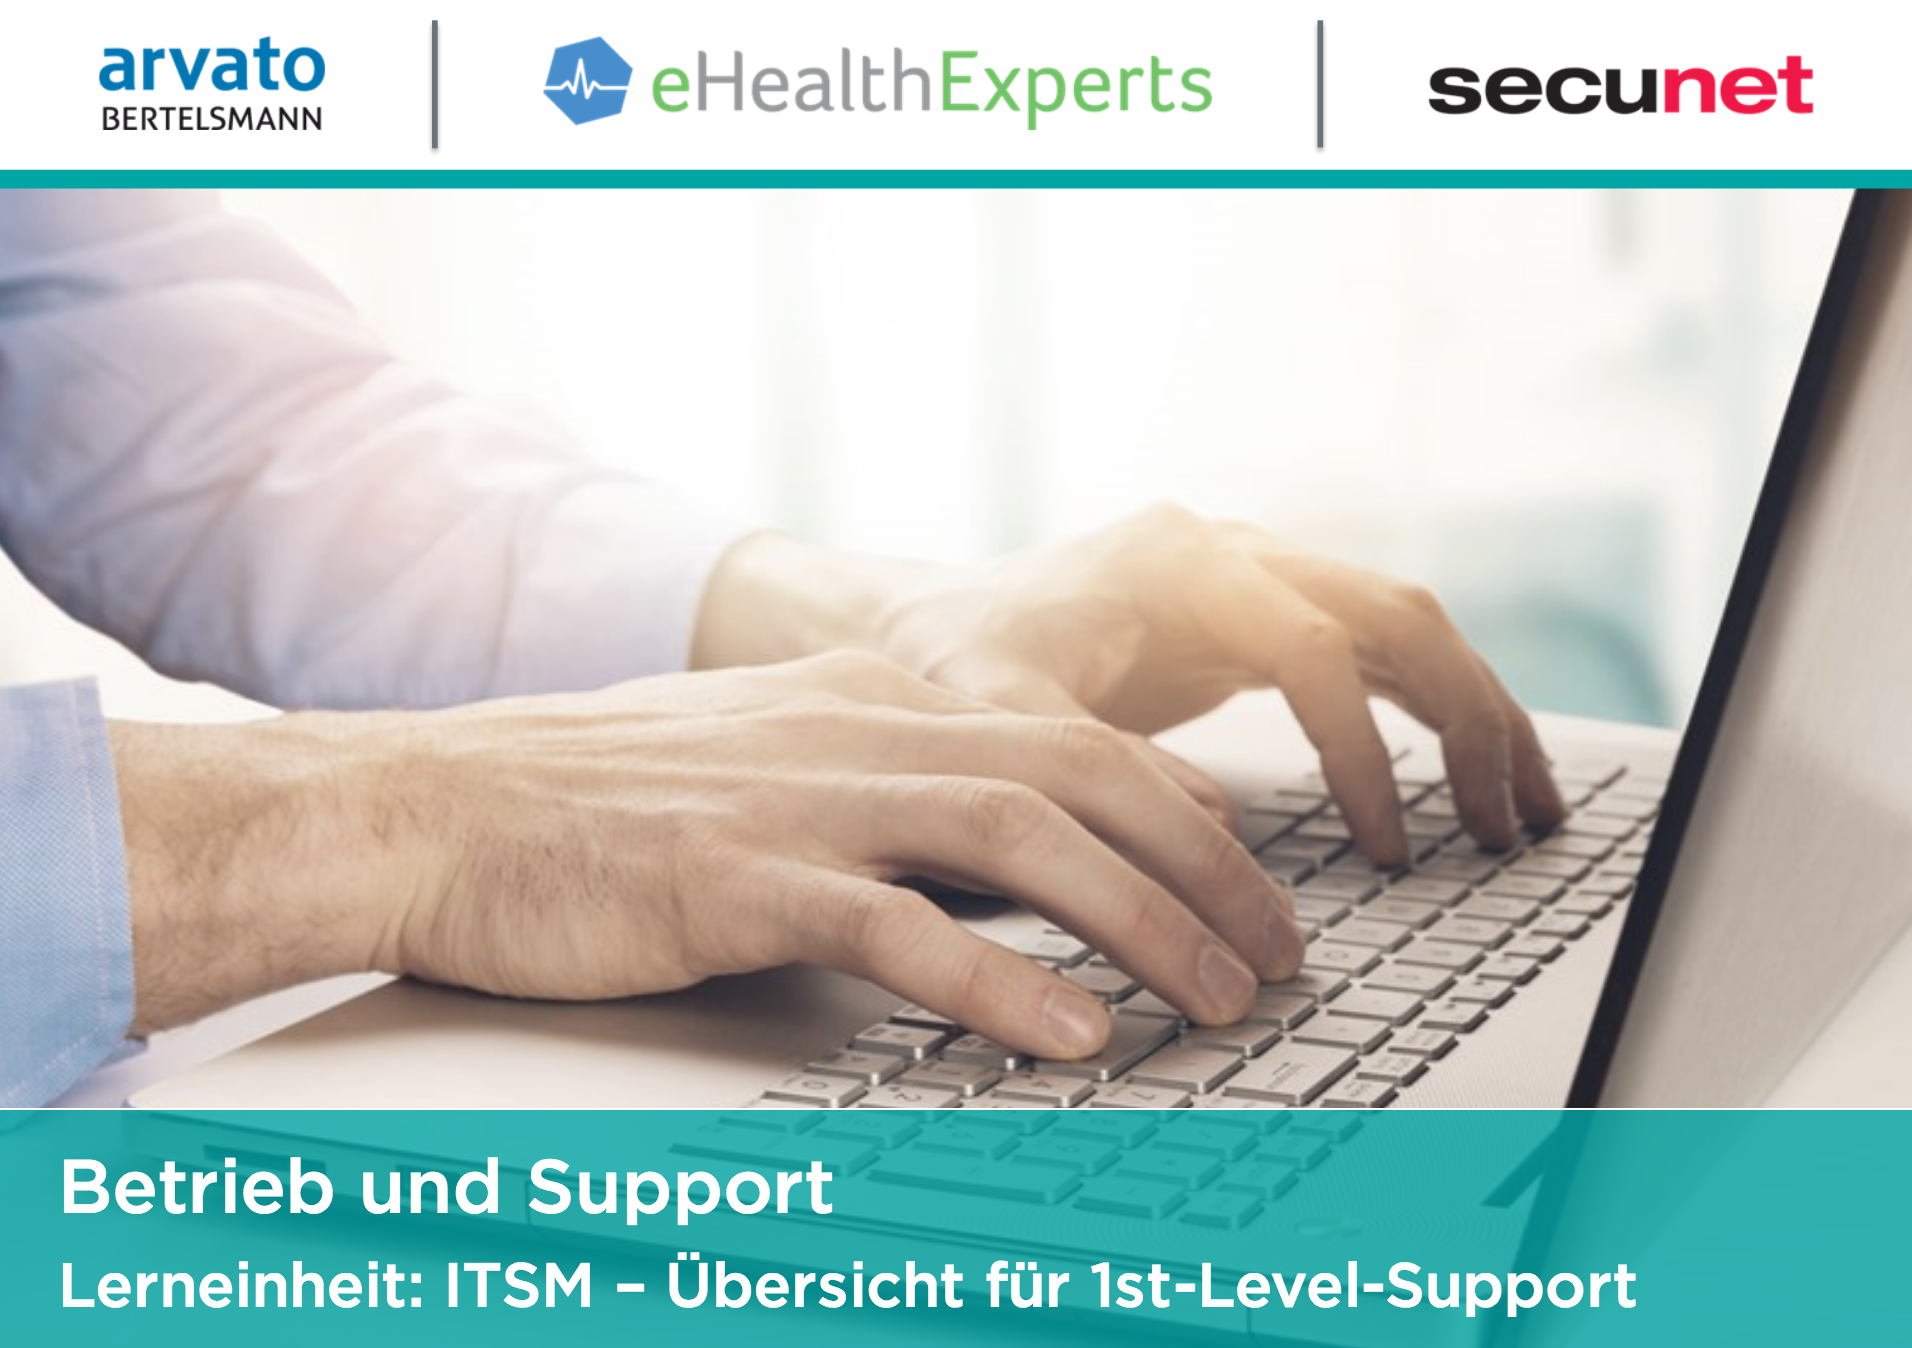 arvato
BERTELSMANN
eHealthExperts
secunet
Betrieb und Support
Lerneinheit: ITSM – Übersicht für 1st-Level-Support